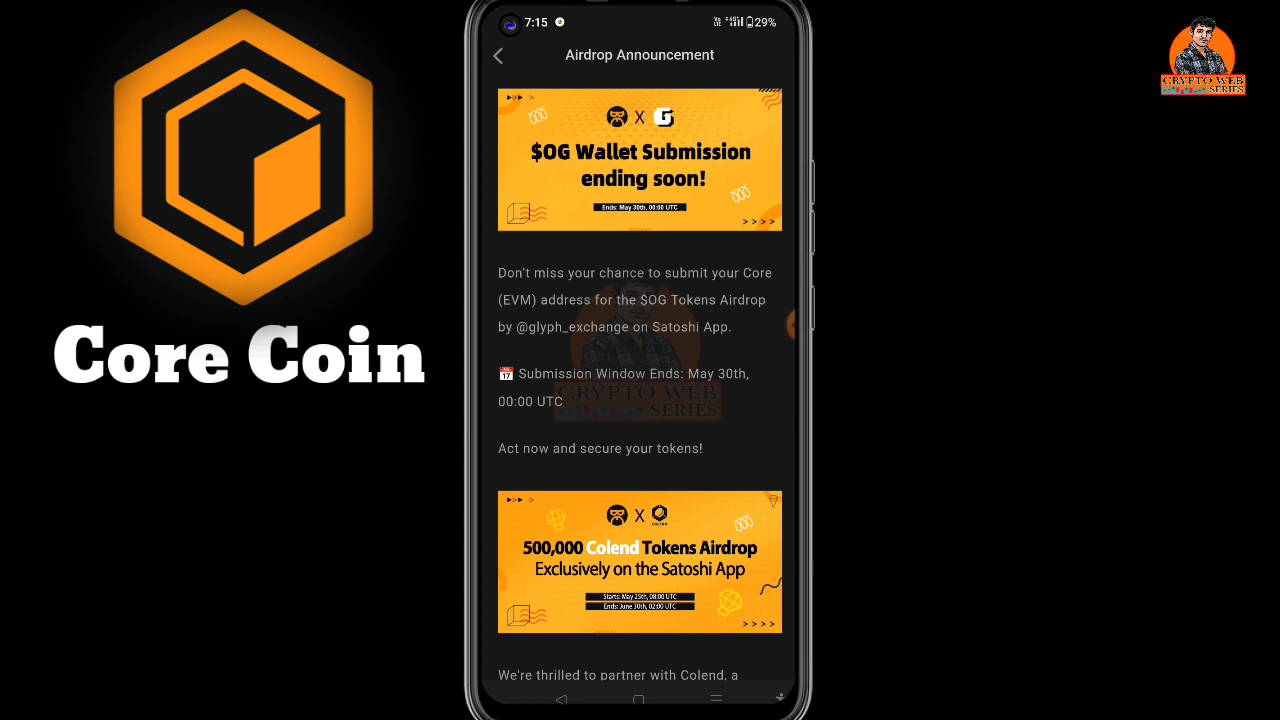 Core Coin
7:15
29%
Airdrop Announcement
X
$OG Wallet Submission
ending soon!
Ends: May 30th, 00:00 UTC
Don't miss your chance to submit your Core
(EVM) address for the $OG Tokens Airdrop
by @glyph_exchange on Satoshi App.
📅 Submission Window Ends: May 30th,
00:00 UTC
CRYPTO WEB
SERIES
Act now and secure your tokens!
X
COLEND
500,000 Colend Tokens Airdrop
Exclusively on the Satoshi App
Starts: May 25th, 08:00 UTC
Ends: June 30th, 02:00 UTC
We're thrilled to partner with Colend, a
CRYPTO WEB
SERIES